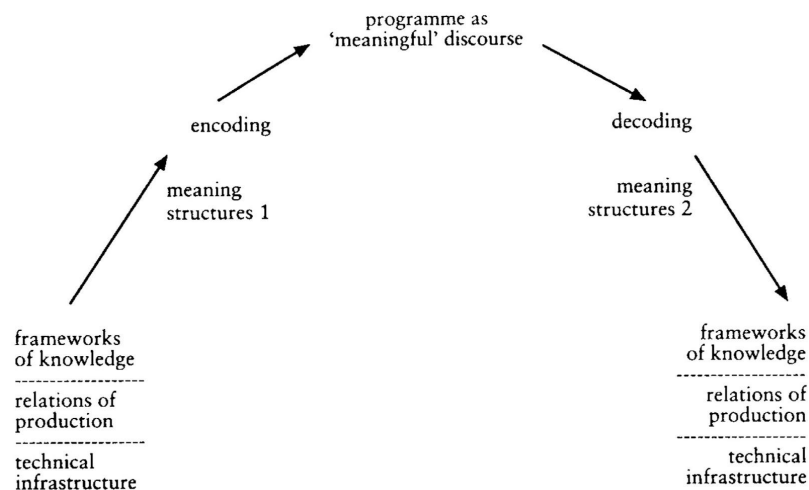 programme as
'meaningful' discourse
encoding
decoding
meaning
structures 1
meaning
structures 2
frameworks
of knowledge
relations of
production
technical
infrastructure
frameworks
of knowledge
relations of
production
technical
infrastructure